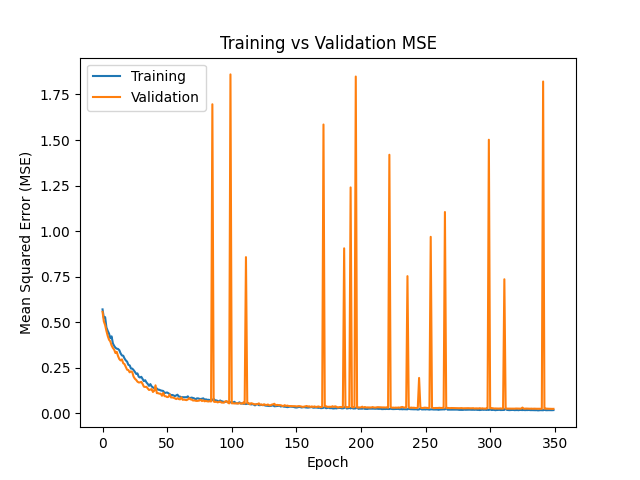 Training vs Validation MSE
Training
Validation
Mean Squared Error (MSE)
1.75
1.50
1.25
1.00
0.75
0.50
0.25
0.00
0 50 100 150 200 250 300 350
Epoch